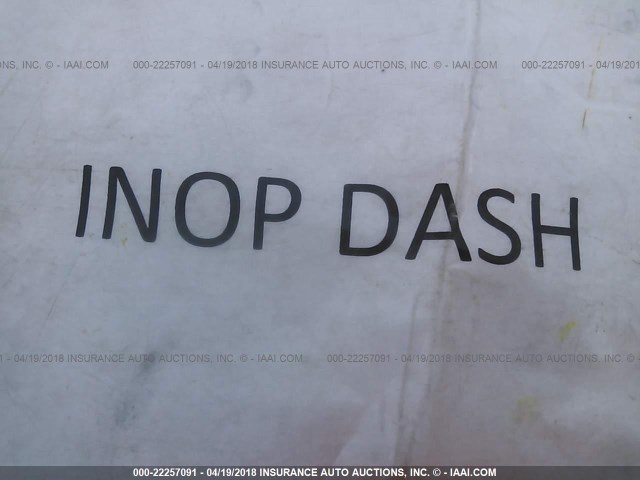 NS, INC. © - IAAI.COM 000-22257091 - 04/19/2018 INSURANCE AUTO AUCTIONS, INC. © - IAAI.COM 000-22257091 - 04/19/2018
INOP DASH
- 04/19/2018 INSURANCE AUTO AUCTIONS, INC. © - IAAI.COM 000-22257091 - 04/19/2018 INSURANCE AUTO AUCTIONS, INC. © - IAAI.COM
000-22257091 - 04/19/2018 INSURANCE AUTO AUCTIONS, INC. © - IAAI.COM